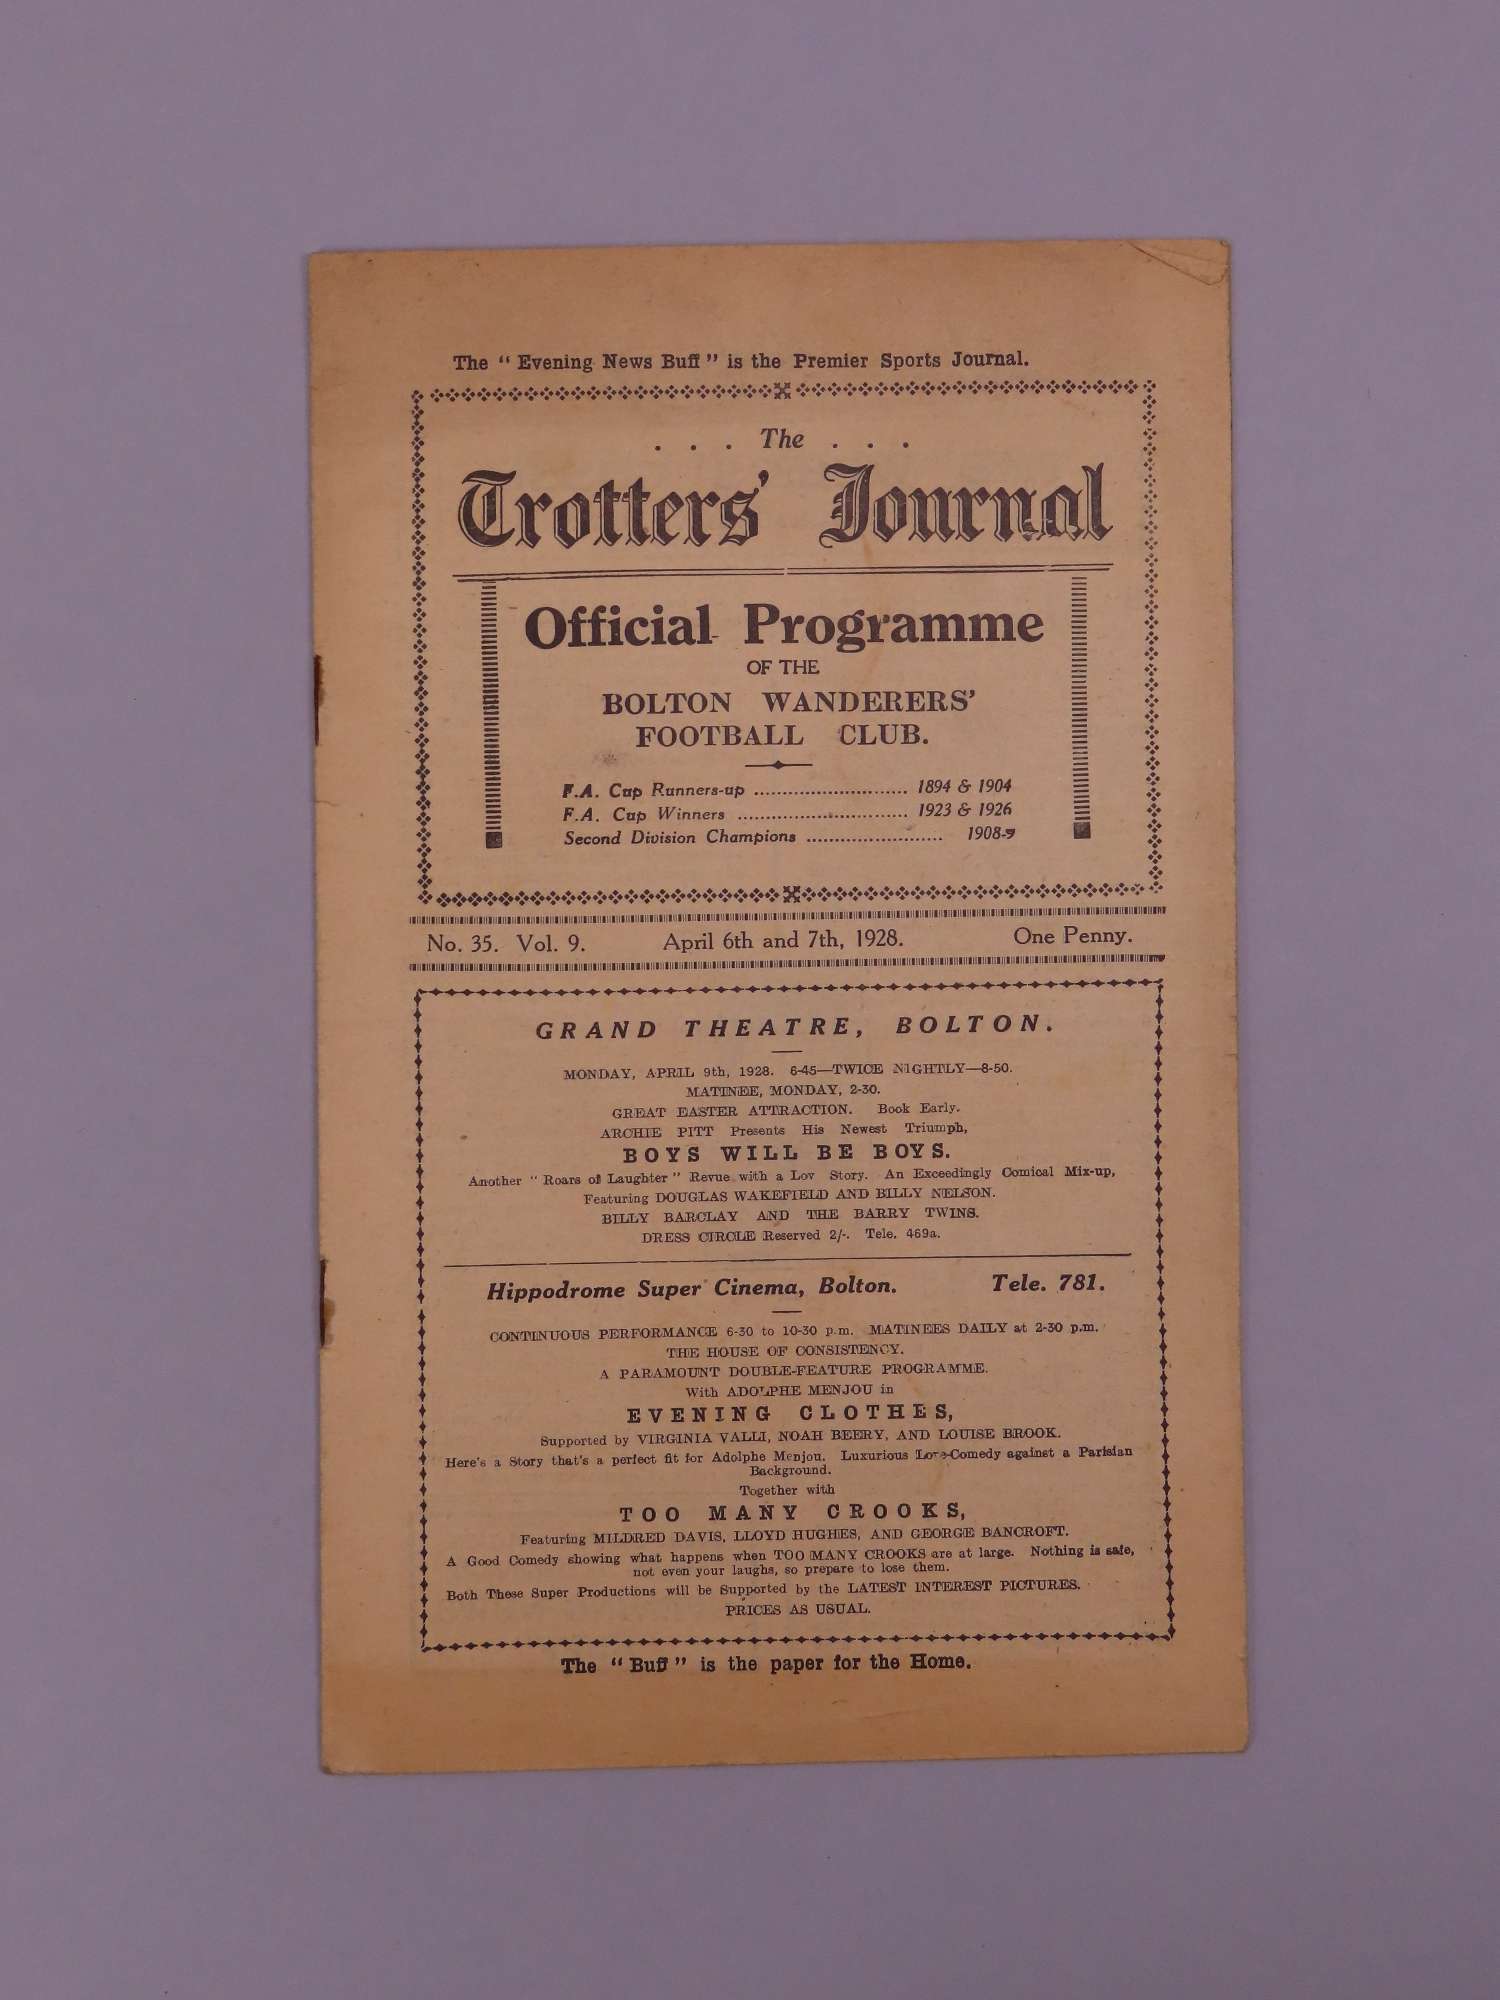 The " Evening News Buff " is the Premier Sports Journal.
. . . The . . .
Trotters' Journal
Official Programme
OF THE
BOLTON WANDERERS'
FOOTBALL CLUB.
F.A. Cup Runners-up ........................... 1894 & 1904
F.A. Cup Winners .............................. 1923 & 1926
Second Division Champions ........................ 1908-9
No. 35. Vol. 9. April 6th and 7th, 1928. One Penny.
GRAND THEATRE, BOLTON.
MONDAY, APRIL 9th, 1928. 6-45—TWICE NIGHTLY—8-50.
MATINEE, MONDAY, 2-30.
GREAT EASTER ATTRACTION. Book Early.
ARCHIE PITT Presents His Newest Triumph,
BOYS WILL BE BOYS.
Another " Roars of Laughter " Revue with a Lov Story. An Exceedingly Comical Mix-up,
Featuring DOUGLAS WAKEFIELD AND BILLY NELSON.
BILLY BARCLAY AND THE BARRY TWINS.
DRESS CIRCLE Reserved 2/-. Tele. 469a.
Hippodrome Super Cinema, Bolton. Tele. 781.
CONTINUOUS PERFORMANCE 6-30 to 10-30 p.m. MATINEES DAILY at 2-30 p.m.
THE HOUSE OF CONSISTENCY.
A PARAMOUNT DOUBLE-FEATURE PROGRAMME.
With ADOLPHE MENJOU in
EVENING CLOTHES,
Supported by VIRGINIA VALLI, NOAH BEERY, AND LOUISE BROOK.
Here's a Story that's a perfect fit for Adolphe Menjou. Luxurious Love-Comedy against a Parisian
Background.
Together with
TOO MANY CROOKS,
Featuring MILDRED DAVIS, LLOYD HUGHES, AND GEORGE BANCROFT.
A Good Comedy showing what happens when TOO MANY CROOKS are at large. Nothing is safe,
not even your laughs, so prepare to lose them.
Both These Super Productions will be Supported by the LATEST INTEREST PICTURES.
PRICES AS USUAL.
The " Buff " is the paper for the Home.